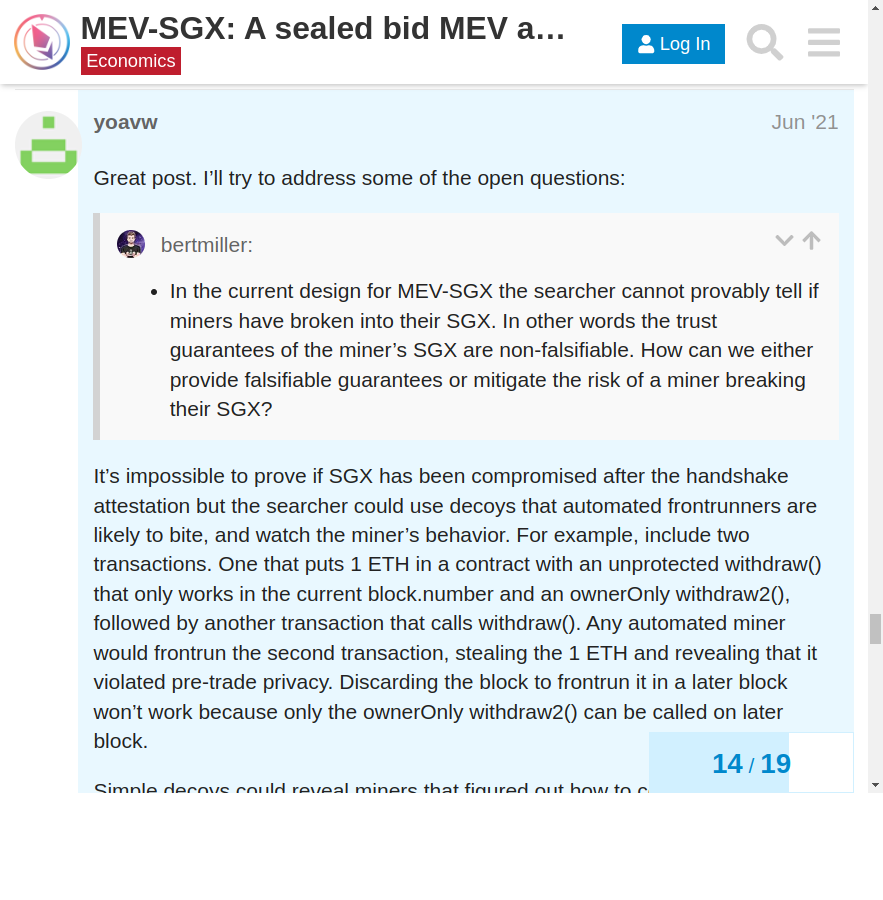 MEV-SGX: A sealed bid MEV a…
Economics
Log In
yoavw
Jun '21
Great post. I’ll try to address some of the open questions:
bertmiller:
• In the current design for MEV-SGX the searcher cannot provably tell if
miners have broken into their SGX. In other words the trust
guarantees of the miner’s SGX are non-falsifiable. How can we either
provide falsifiable guarantees or mitigate the risk of a miner breaking
their SGX?
It’s impossible to prove if SGX has been compromised after the handshake
attestation but the searcher could use decoys that automated frontrunners are
likely to bite, and watch the miner’s behavior. For example, include two
transactions. One that puts 1 ETH in a contract with an unprotected withdraw()
that only works in the current block.number and an ownerOnly withdraw2(),
followed by another transaction that calls withdraw(). Any automated miner
would frontrun the second transaction, stealing the 1 ETH and revealing that it
violated pre-trade privacy. Discarding the block to frontrun it in a later block
won’t work because only the ownerOnly withdraw2() can be called on later
block.
14 / 19
Simple decoys could reveal miners that figured out how to